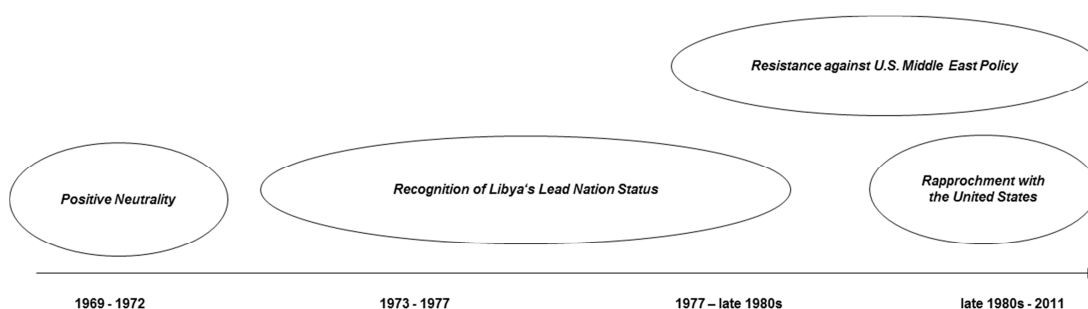 Resistance against U.S. Middle East Policy
Positive Neutrality
Recognition of Libya‘s Lead Nation Status
Rapprochment with
the United States
1969 - 1972
1973 - 1977
1977 – late 1980s
late 1980s - 2011